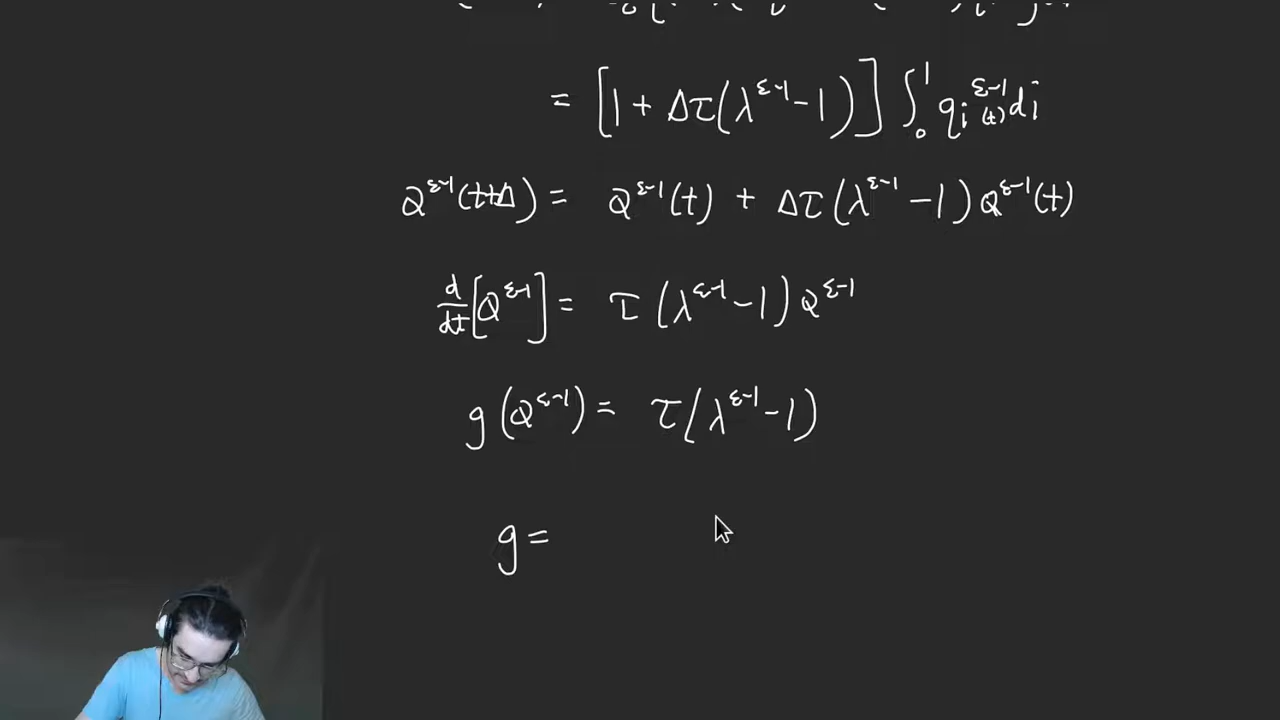 = [1 + Δτ(λ^{ε-1} - 1)] ∫₀¹ qᵢ^{ε-1}(t) di
Q^{ε-1}(t+Δ) = Q^{ε-1}(t) + Δτ(λ^{ε-1} - 1) Q^{ε-1}(t)
d/dt [Q^{ε-1}] = τ(λ^{ε-1} - 1) Q^{ε-1}
g(Q^{ε-1}) = τ(λ^{ε-1} - 1)
g =